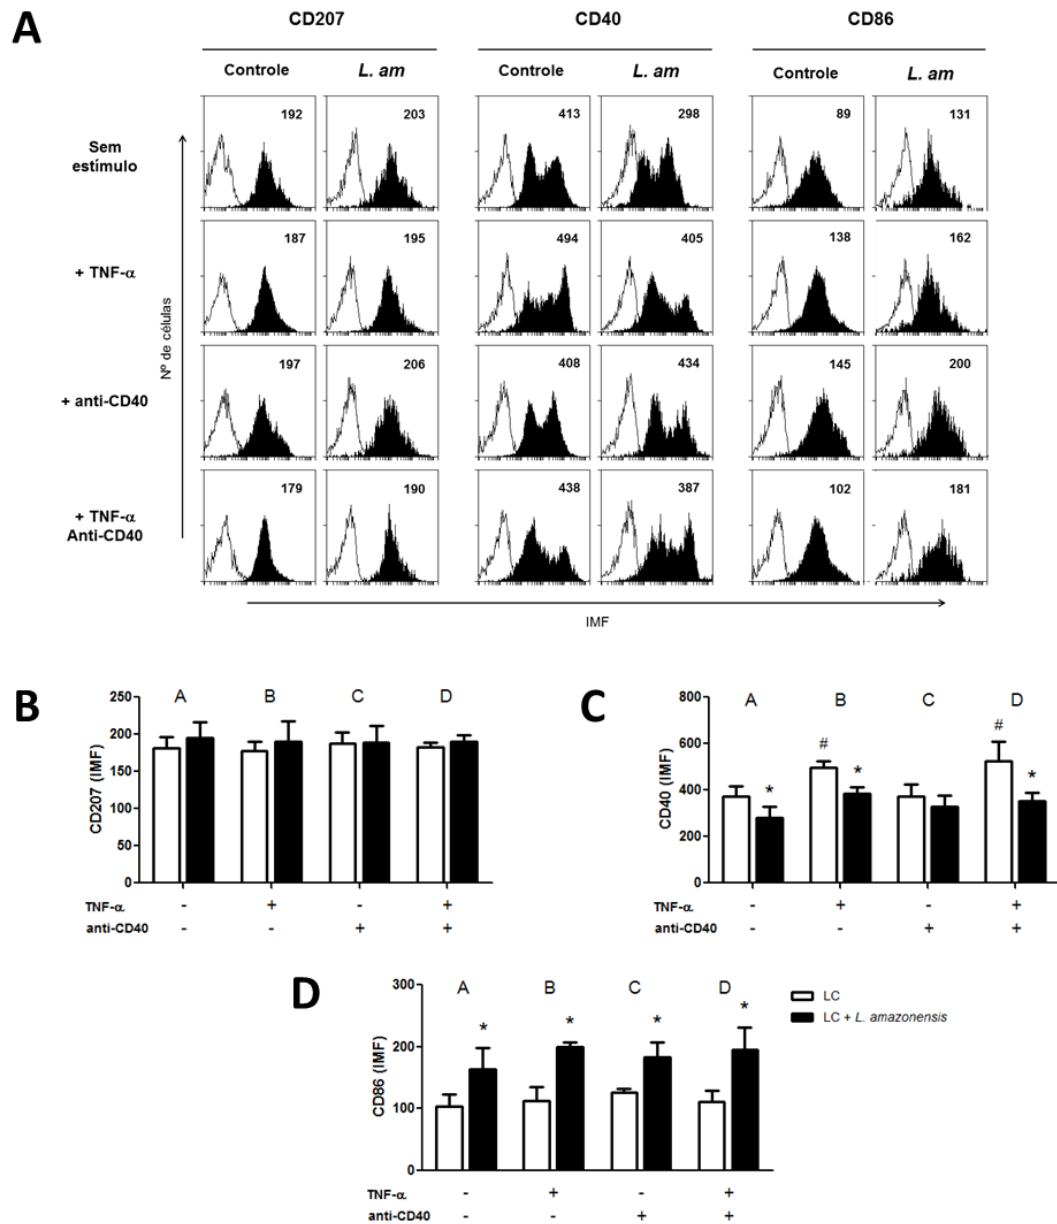 A
CD207 CD40 CD86
Controle L. am Controle L. am Controle L. am
Sem
estímulo
192 203 413 298 89 131
+ TNF-α
187 195 494 405 138 162
+ anti-CD40
197 206 408 434 145 200
+ TNF-α
Anti-CD40
179 190 438 387 102 181
Nº de células
IMF
B
A B C D
CD207 (IMF)
250
200
150
100
50
0
TNF-α. - + - +
anti-CD40 - - + +
C
A B C D
# * # *
*
CD40 (IMF)
800
600
400
200
0
TNF-α. - + - +
anti-CD40 - - + +
D
A B C D
* * * *
CD86 (IMF)
300
200
100
0
TNF-α. - + - +
anti-CD40 - - + +
LC
LC + L. amazonensis